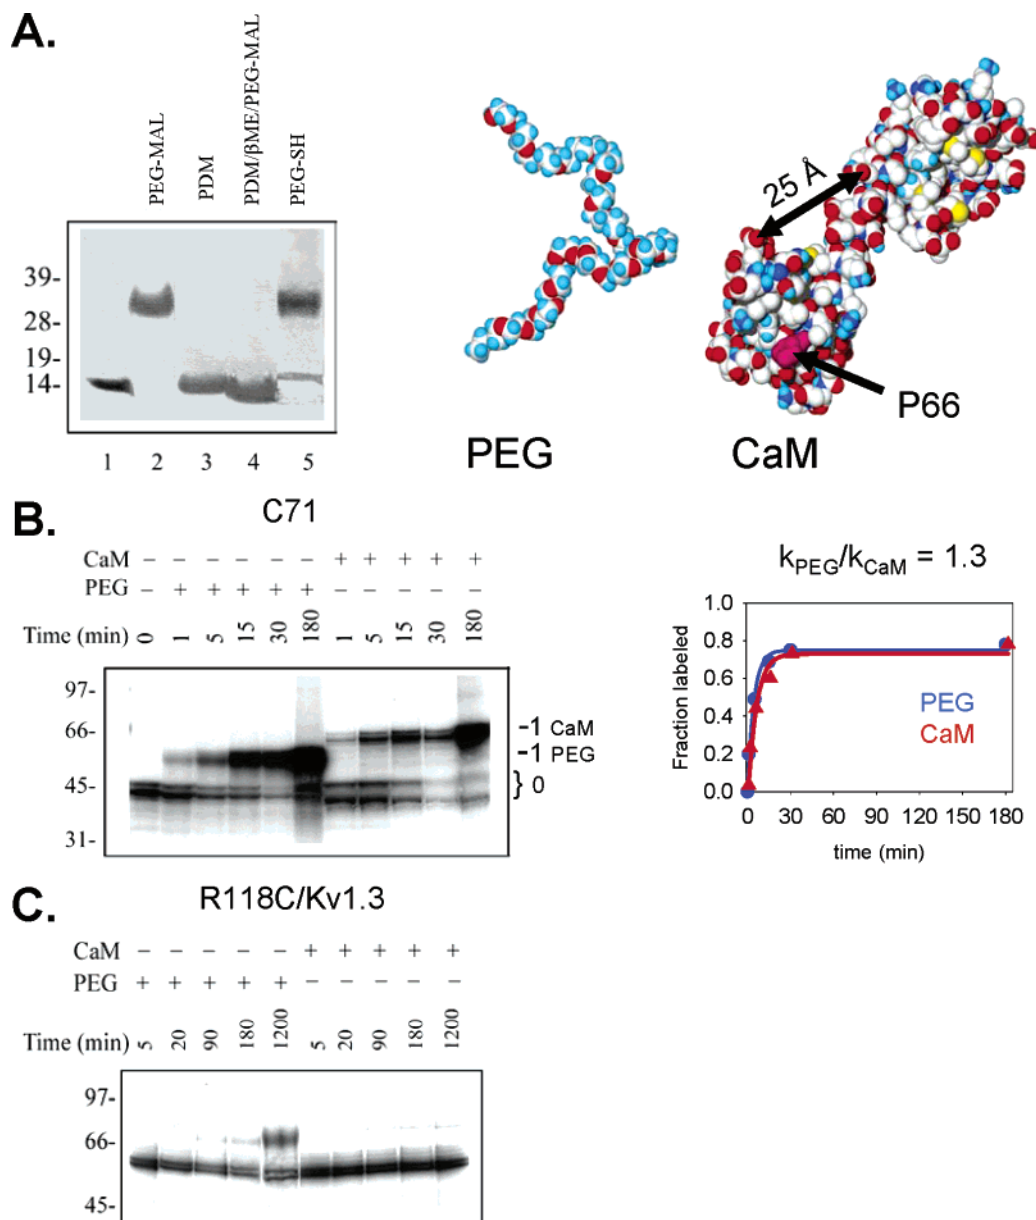 A.
PEG-MAL
PDM
PDM/βME/PEG-MAL
PEG-SH
39-
28-
19-
14-
1 2 3 4 5
25 Å
P66
PEG
CaM
B.
C71
CaM - - - - - - + + + + +
PEG - + + + + + - - - - -
Time (min) 0 1 5 15 30 180 1 5 15 30 180
97-
66-
45-
31-
-1 CaM
-1 PEG
} 0
kPEG/kCaM = 1.3
Fraction labeled
1.0
0.8
0.6
0.4
0.2
0.0
PEG
CaM
0 30 60 90 120 150 180
time (min)
C.
R118C/Kv1.3
CaM - - - - - + + + + +
PEG + + + + + - - - - -
Time (min) 5 20 90 180 1200 5 20 90 180 1200
97-
66-
45-